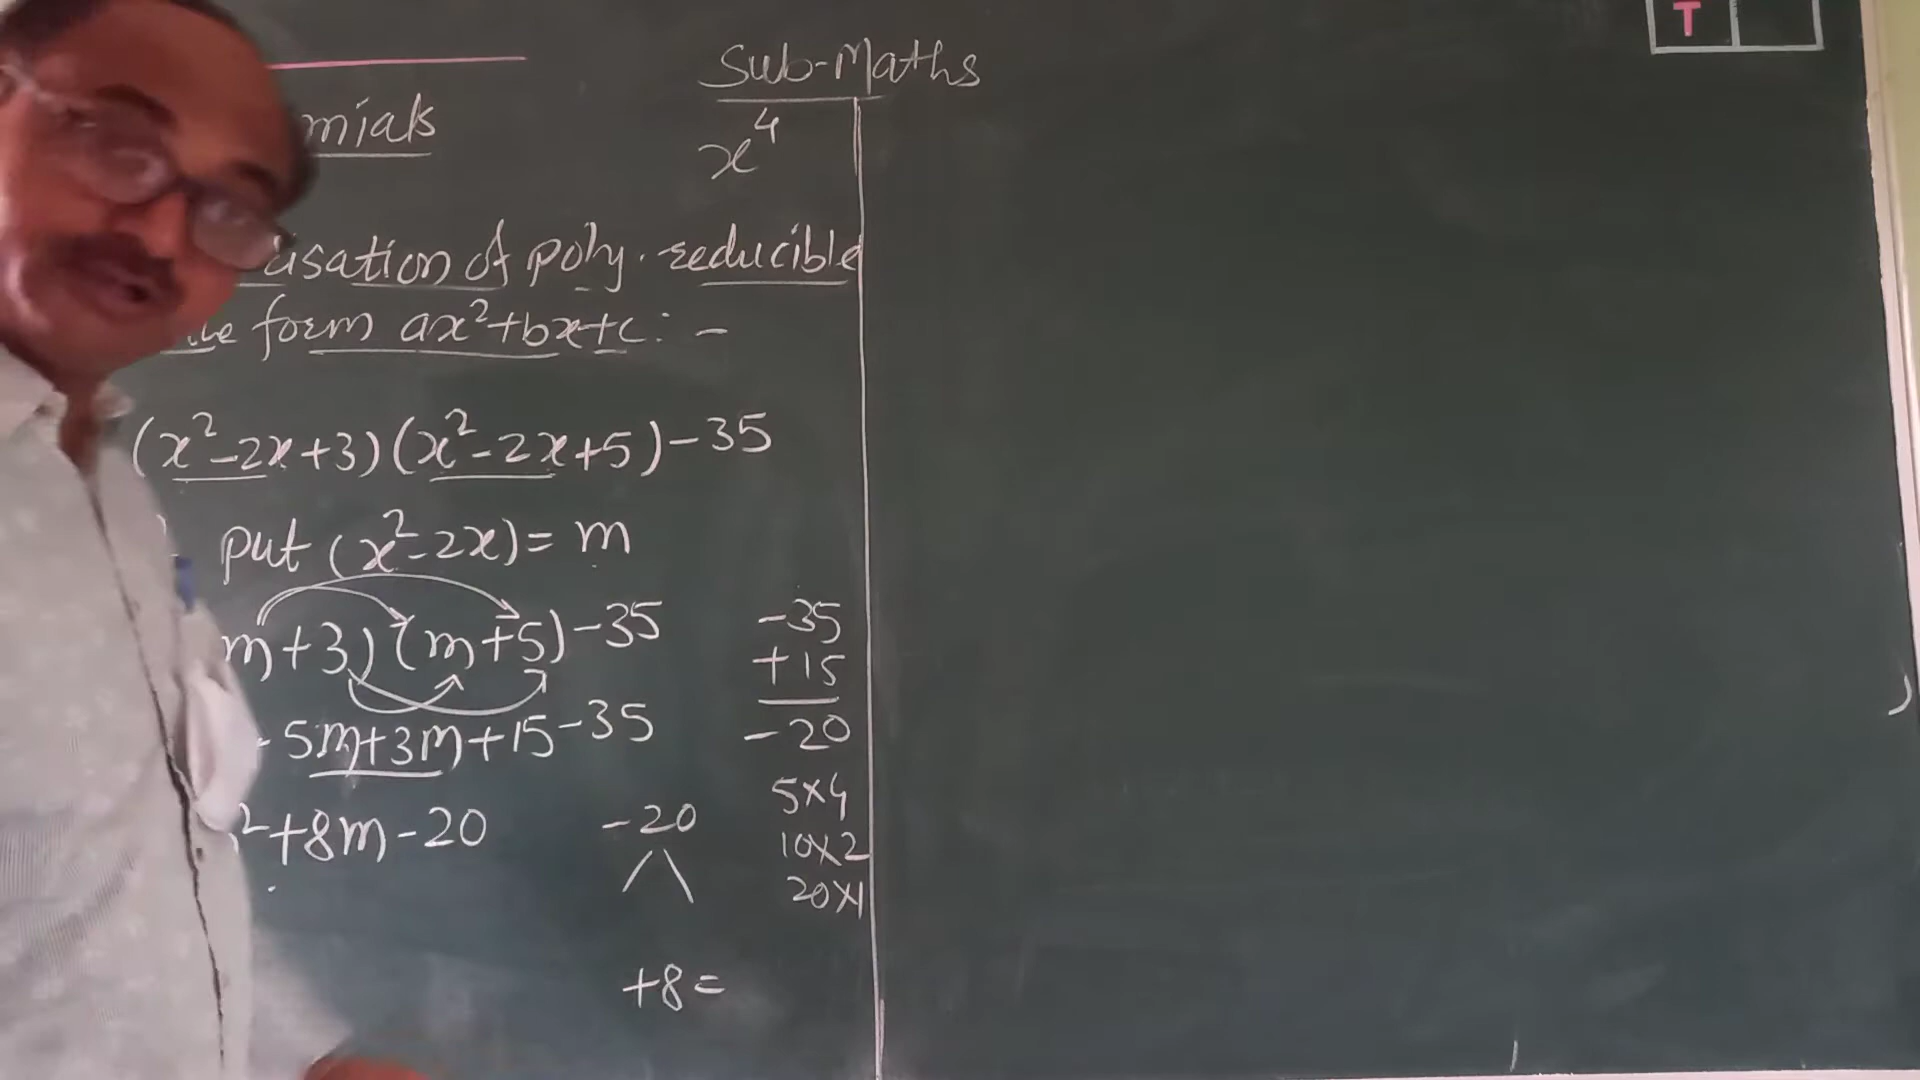 T
Sub-Maths
x⁴
of poly. reducible
form ax²+bx+c: -
(x²-2x+3)(x²-2x+5)-35
put (x²-2x)= m
m+3)(m+5)-35
-35
+15
-20
5m+3m+15-35
5×4
10×2
20×1
²+8m-20
-20
+8=